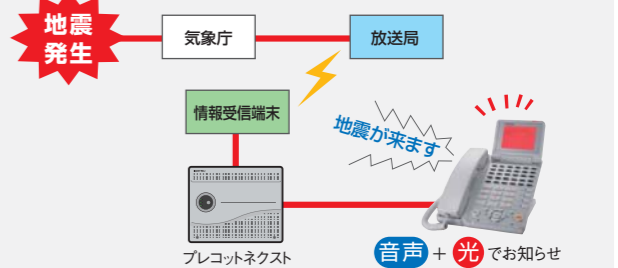 地震
発生
気象庁
放送局
情報受信端末
地震が来ます
プレコットネクスト
音声 + 光 でお知らせ